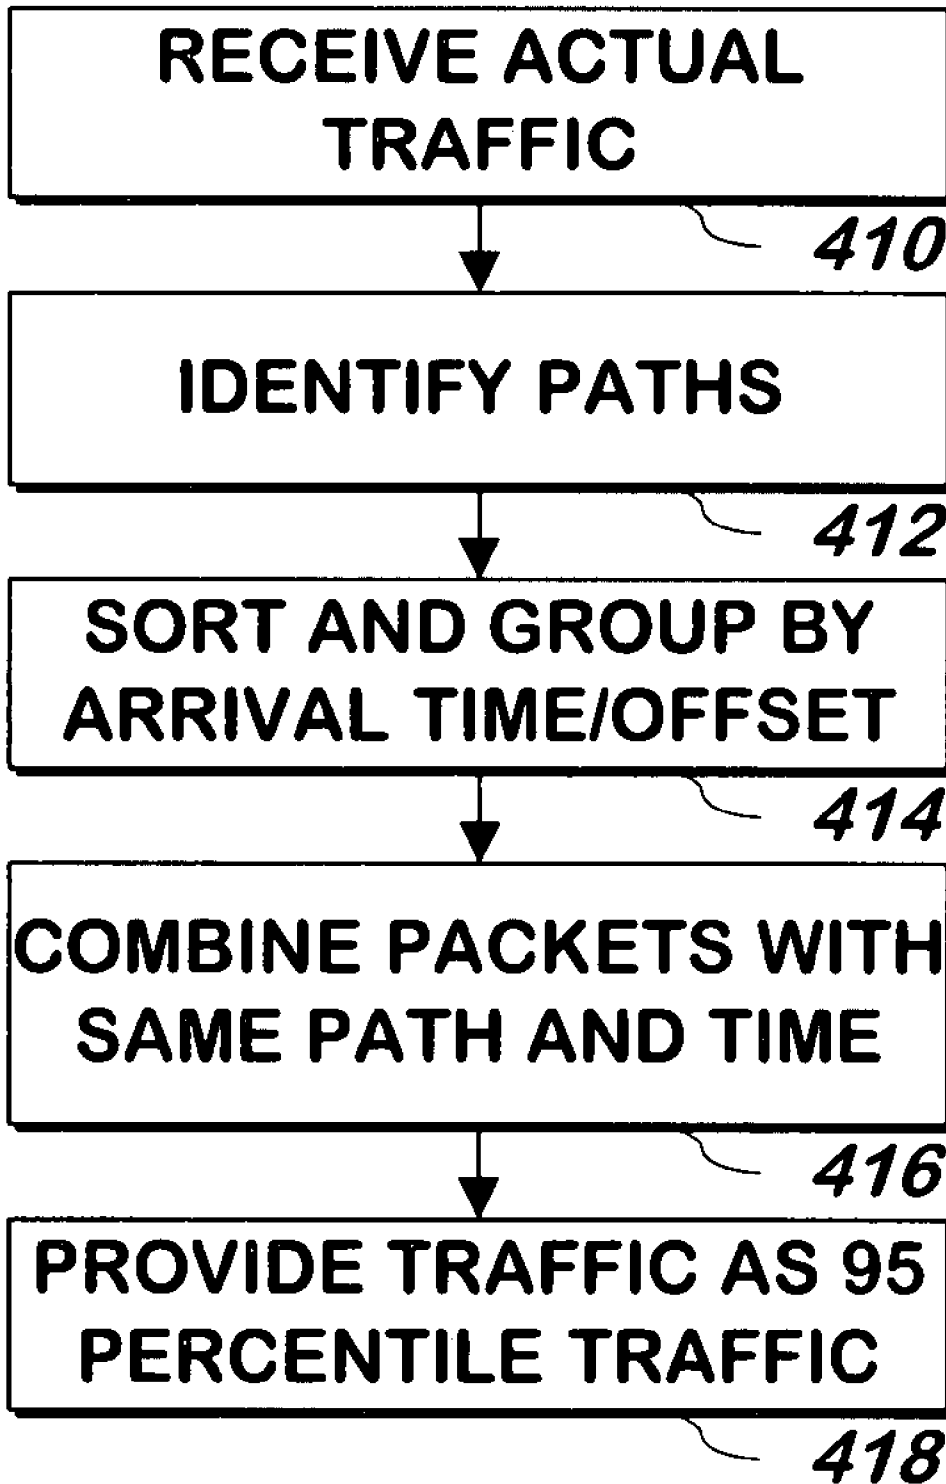 RECEIVE ACTUAL
TRAFFIC
410
IDENTIFY PATHS
412
SORT AND GROUP BY
ARRIVAL TIME/OFFSET
414
COMBINE PACKETS WITH
SAME PATH AND TIME
416
PROVIDE TRAFFIC AS 95
PERCENTILE TRAFFIC
418